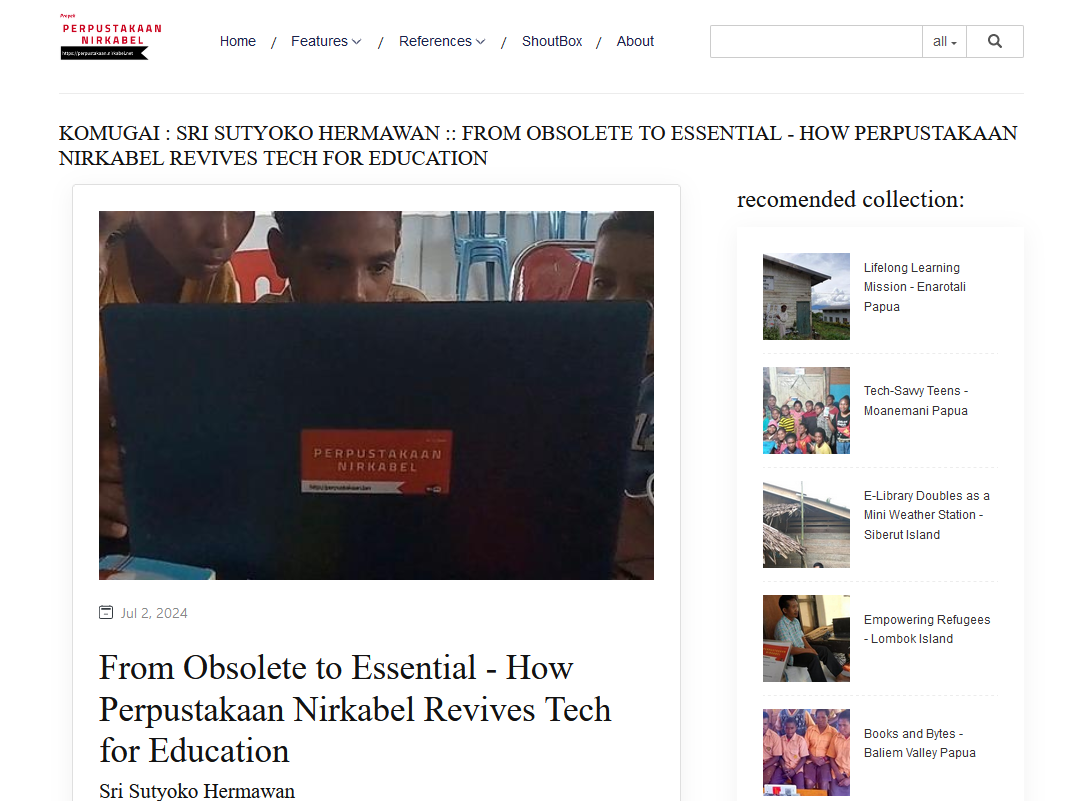 Proyek
PERPUSTAKAAN
NIRKABEL
https://perpustakaan.nirkabel.net
Home / Features / References / ShoutBox / About
all
KOMUGAI : SRI SUTYOKO HERMAWAN :: FROM OBSOLETE TO ESSENTIAL - HOW PERPUSTAKAAN
NIRKABEL REVIVES TECH FOR EDUCATION
PERPUSTAKAAN
NIRKABEL
Jul 2, 2024
From Obsolete to Essential - How
Perpustakaan Nirkabel Revives Tech
for Education
Sri Sutyoko Hermawan
recomended collection:
Lifelong Learning
Mission - Enarotali
Papua
Tech-Savvy Teens -
Moanemani Papua
E-Library Doubles as a
Mini Weather Station -
Siberut Island
Empowering Refugees
- Lombok Island
Books and Bytes -
Baliem Valley Papua